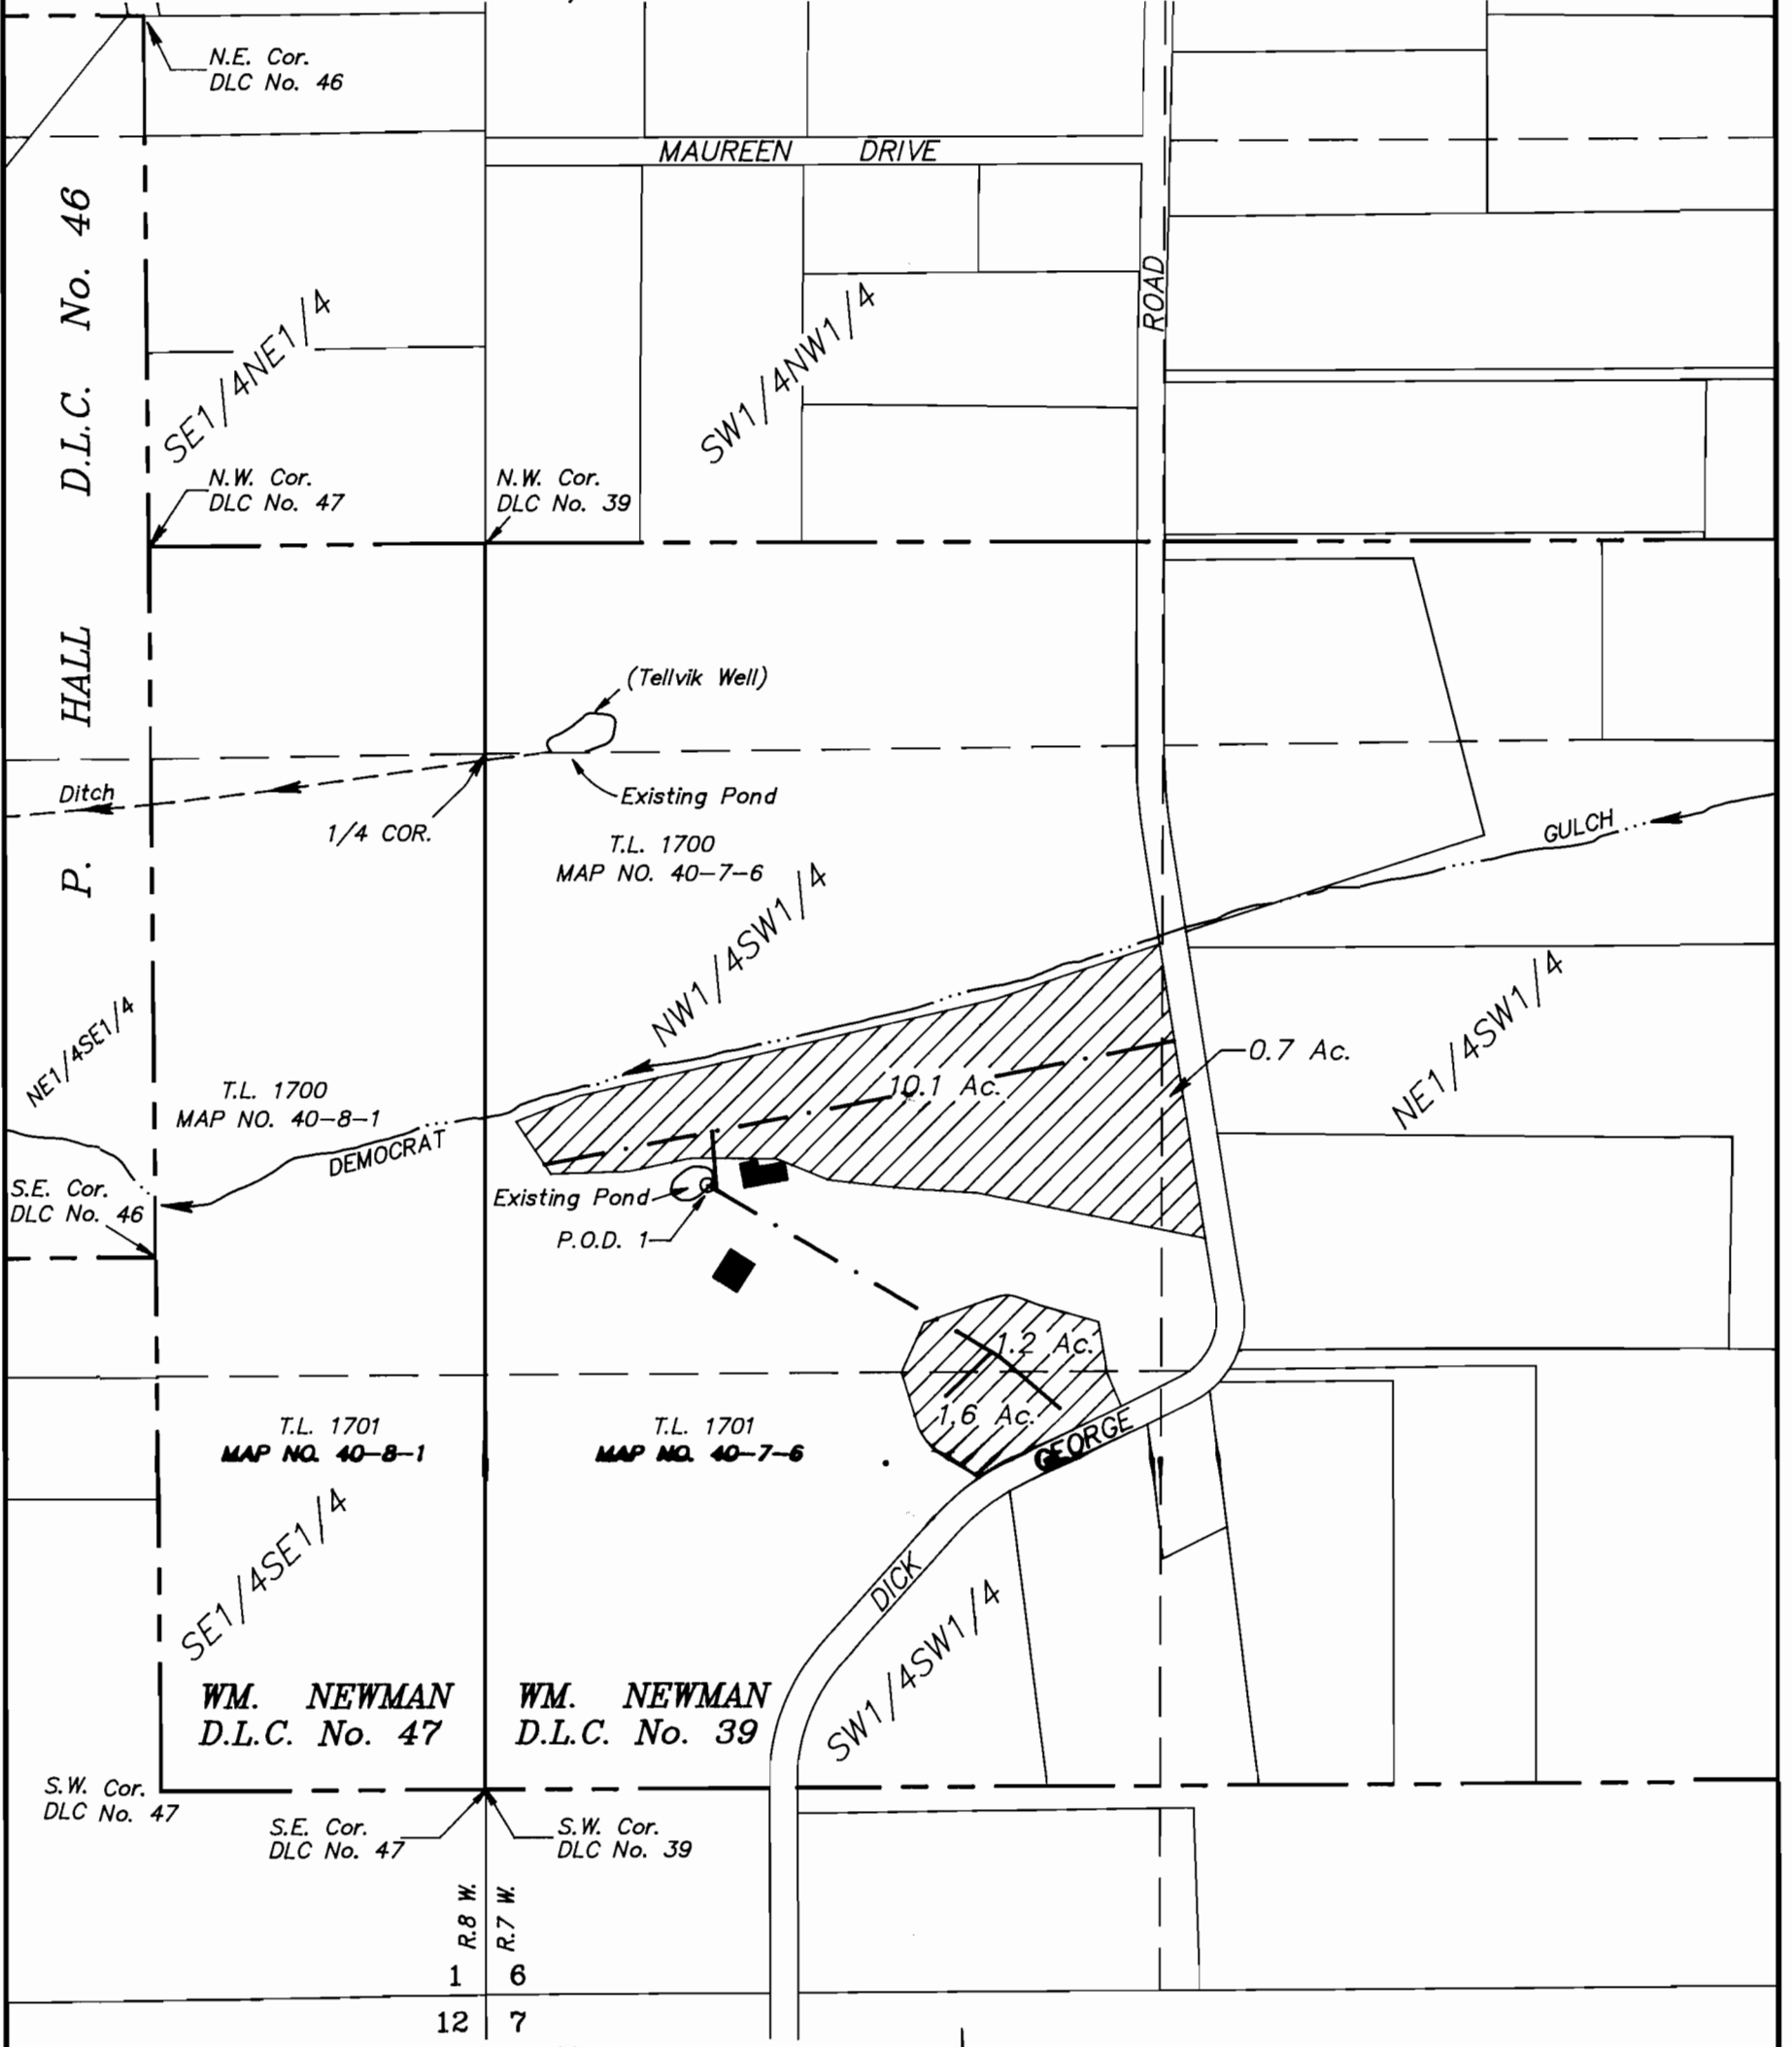 N.E. Cor.
DLC No. 46
MAUREEN DRIVE
P. HALL D.L.C. No. 46
ROAD
SE1/4NE1/4
SW1/4NW1/4
N.W. Cor.
DLC No. 47
N.W. Cor.
DLC No. 39
(Tellvik Well)
Ditch
Existing Pond
1/4 COR.
T.L. 1700
MAP NO. 40-7-6
GULCH
NW1/4SW1/4
NE1/4SW1/4
NE1/4SE1/4
0.7 Ac.
10.1 Ac.
T.L. 1700
MAP NO. 40-8-1
DEMOCRAT
S.E. Cor.
DLC No. 46
Existing Pond
P.O.D. 1
1.2 Ac.
1.6 Ac.
T.L. 1701
MAP NO. 40-8-1
T.L. 1701
MAP NO. 40-7-6
GEORGE
DICK
SE1/4SE1/4
SW1/4SW1/4
WM. NEWMAN
D.L.C. No. 47
WM. NEWMAN
D.L.C. No. 39
S.W. Cor.
DLC No. 47
S.E. Cor.
DLC No. 47
S.W. Cor.
DLC No. 39
R.8 W.
R.7 W.
1 6
12 7